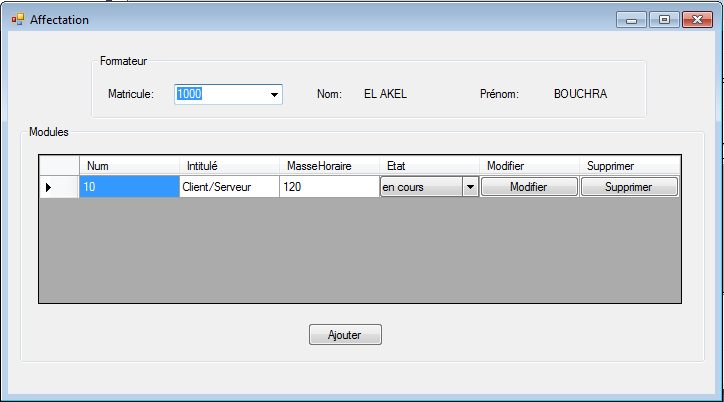 Affectation
Formateur
Matricule: 1000 Nom: EL AKEL Prénom: BOUCHRA
Modules
Num Intitulé MasseHoraire Etat Modifier Supprimer
10 Client/Serveur 120 en cours Modifier Supprimer
Ajouter